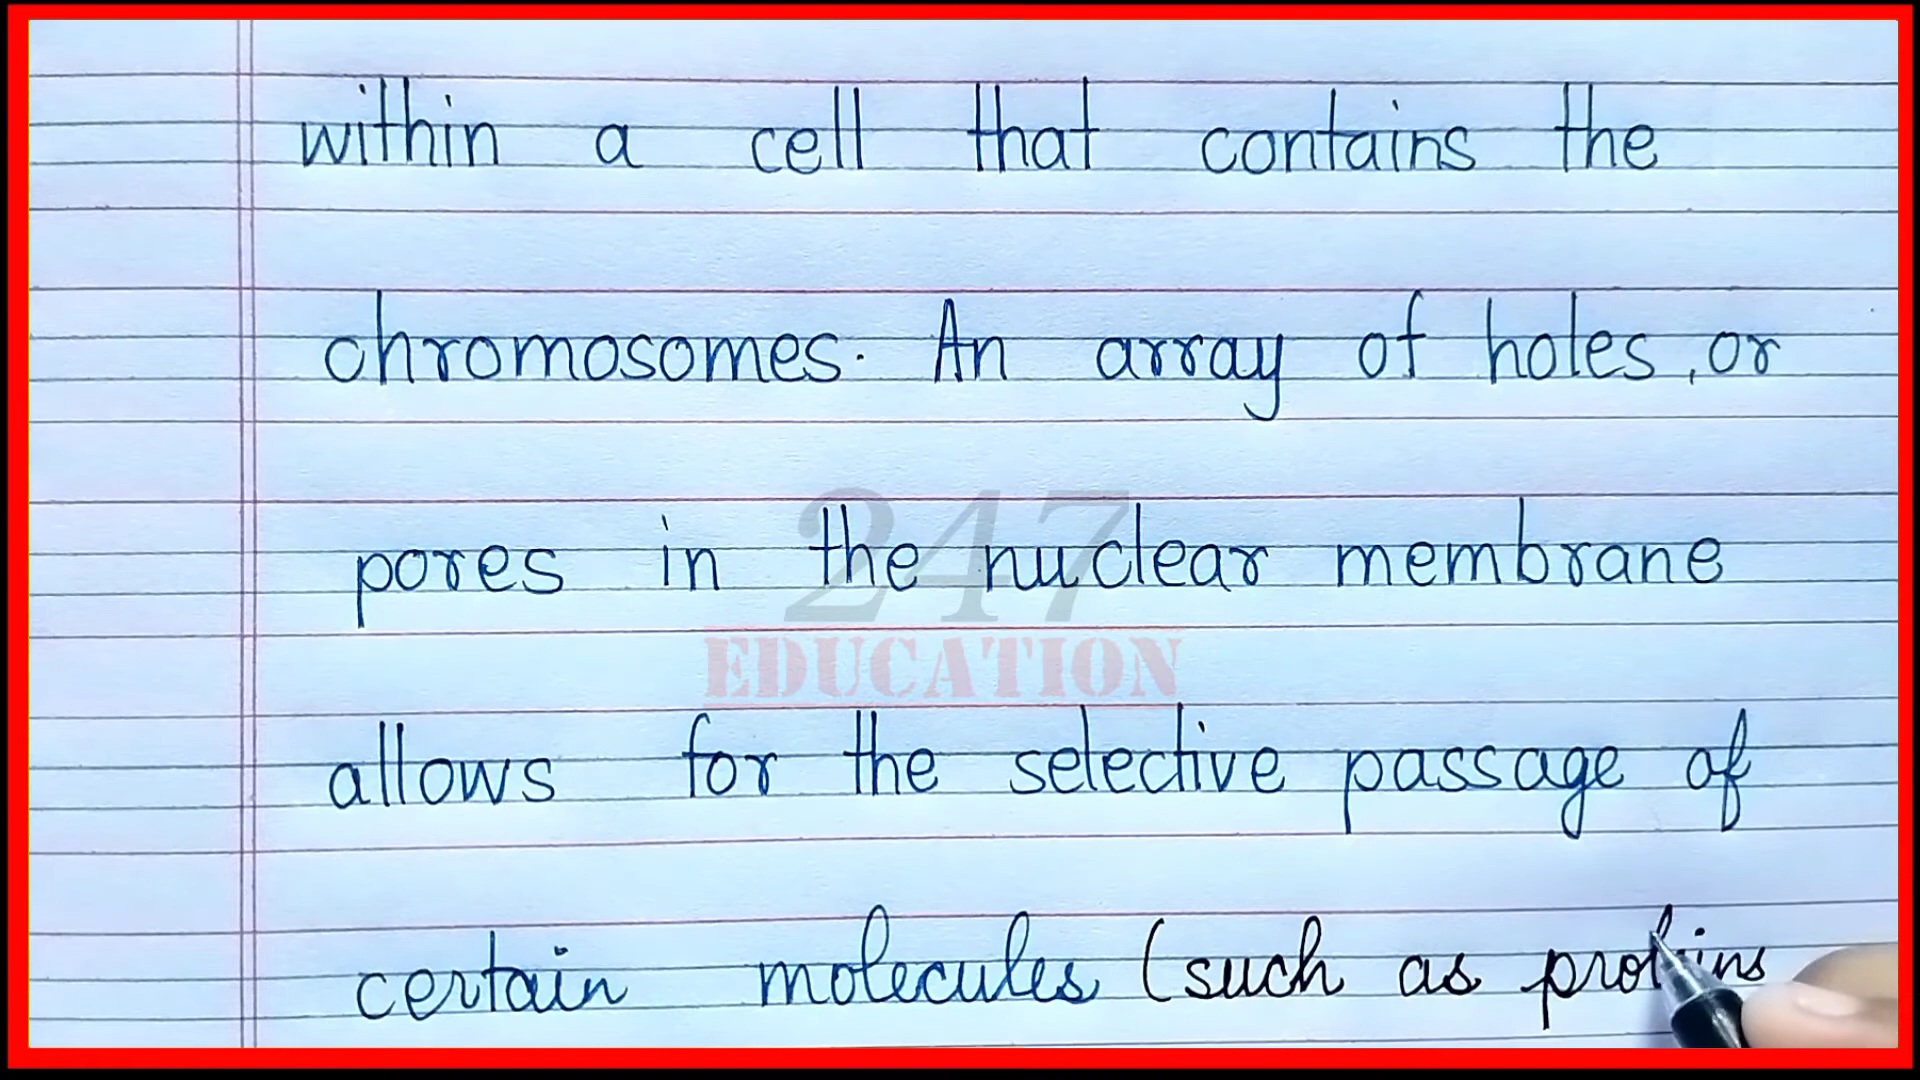 within a cell that contains the
chromosomes. An array of holes, or
pores in the nuclear membrane
247
EDUCATION
allows for the selective passage of
certain molecules (such as proteins